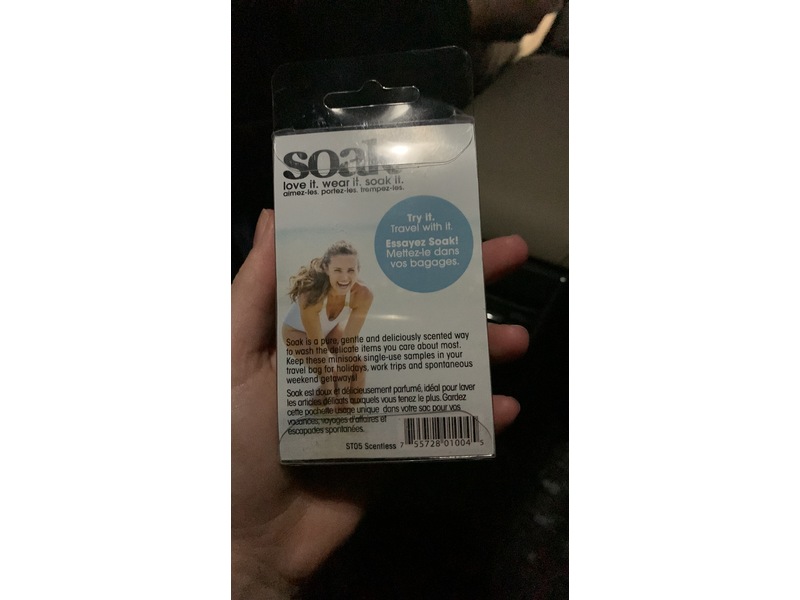 soak
love it. wear it. soak it.
aimez-les. portez-les. trempez-les.
Try it.
Travel with it.
Essayez Soak!
Mettez-le dans
vos bagages.
Soak is a pure, gentle and deliciously scented way
to wash the delicate items you care about most.
Keep these minisoak single-use samples in your
travel bag for holidays, work trips and spontaneous
weekend getaways!
Soak est doux et délicieusement parfumé, idéal pour laver
les articles délicats auxquels vous tenez le plus. Gardez
cette pochette usage unique dans votre sac pour vos
vacances, voyages d'affaires et
escapades spontanées.
ST05 Scentless
7 55728 01004 5